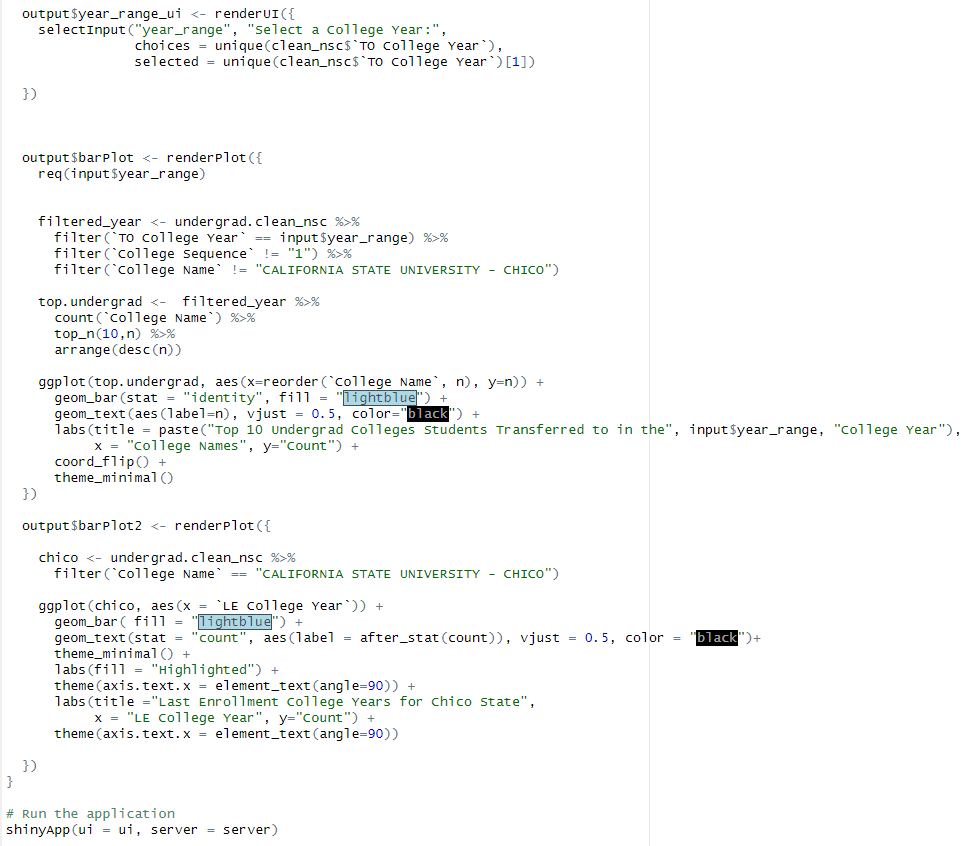 output$year_range_ui <- renderUI({
selectInput("year_range", "Select a College Year:",
choices = unique(clean_nsc$`TO College Year`),
selected = unique(clean_nsc$`TO College Year`)[1])
})
output$barPlot <- renderPlot({
req(input$year_range)
filtered_year <- undergrad.clean_nsc %>%
filter(`TO College Year` == input$year_range) %>%
filter(`College Sequence` != "1") %>%
filter(`College Name` != "CALIFORNIA STATE UNIVERSITY - CHICO")
top.undergrad <-  filtered_year %>%
count(`College Name`) %>%
top_n(10,n) %>%
arrange(desc(n))
ggplot(top.undergrad, aes(x=reorder(`College Name`, n), y=n)) +
geom_bar(stat = "identity", fill = "lightblue") +
geom_text(aes(label=n), vjust = 0.5, color="black") +
labs(title = paste("Top 10 Undergrad Colleges Students Transferred to in the", input$year_range, "College Year"),
x = "College Names", y="Count") +
coord_flip() +
theme_minimal()
})
output$barPlot2 <- renderPlot({
chico <- undergrad.clean_nsc %>%
filter(`College Name` == "CALIFORNIA STATE UNIVERSITY - CHICO")
ggplot(chico, aes(x = `LE College Year`)) +
geom_bar( fill = "lightblue") +
geom_text(stat = "count", aes(label = after_stat(count)), vjust = 0.5, color = "black")+
theme_minimal() +
labs(fill = "Highlighted") +
theme(axis.text.x = element_text(angle=90)) +
labs(title ="Last Enrollment College Years for Chico State",
x = "LE College Year", y="Count") +
theme(axis.text.x = element_text(angle=90))
})
}
# Run the application
shinyApp(ui = ui, server = server)